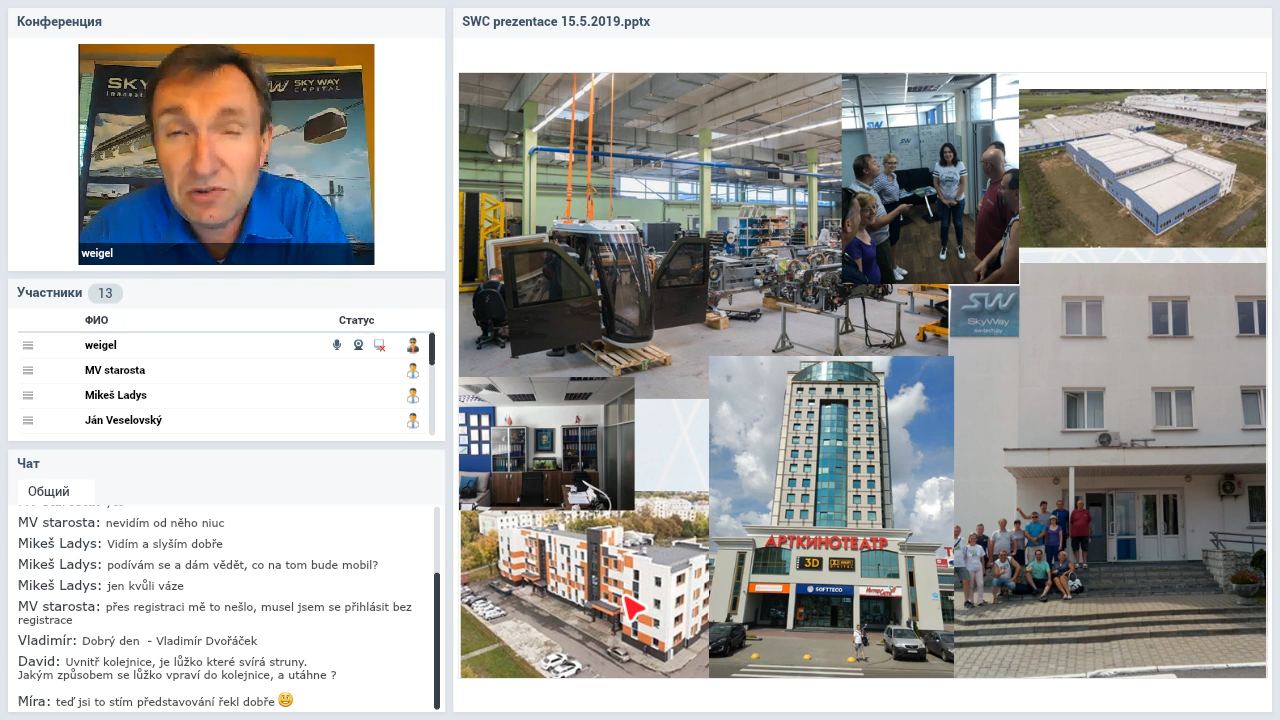 Конференция
SKY
SKY WAY
CAPITAL
weigel
Участники 13
ФИО Статус
weigel
MV starosta
Mikeš Ladys
Ján Veselovský
Чат
Общий
MV starosta: nevidím od něho niuc
Mikeš Ladys: Vidím a slyším dobře
Mikeš Ladys: podívám se a dám vědět, co na tom bude mobil?
Mikeš Ladys: jen kvůli váze
MV starosta: přes registraci mě to nešlo, musel jsem se přihlásit bez
registrace
Vladimír: Dobrý den - Vladimír Dvořáček
David: Uvnitř kolejnice, je lůžko které svírá struny.
Jakým způsobem se lůžko vpraví do kolejnice, a utáhne ?
Míra: teď jsi to stím představování řekl dobře
SWC prezentace 15.5.2019.pptx
SW
SW
SW
SkyWay
АРТКИНОТЕАТР
3D
SOFTTECO